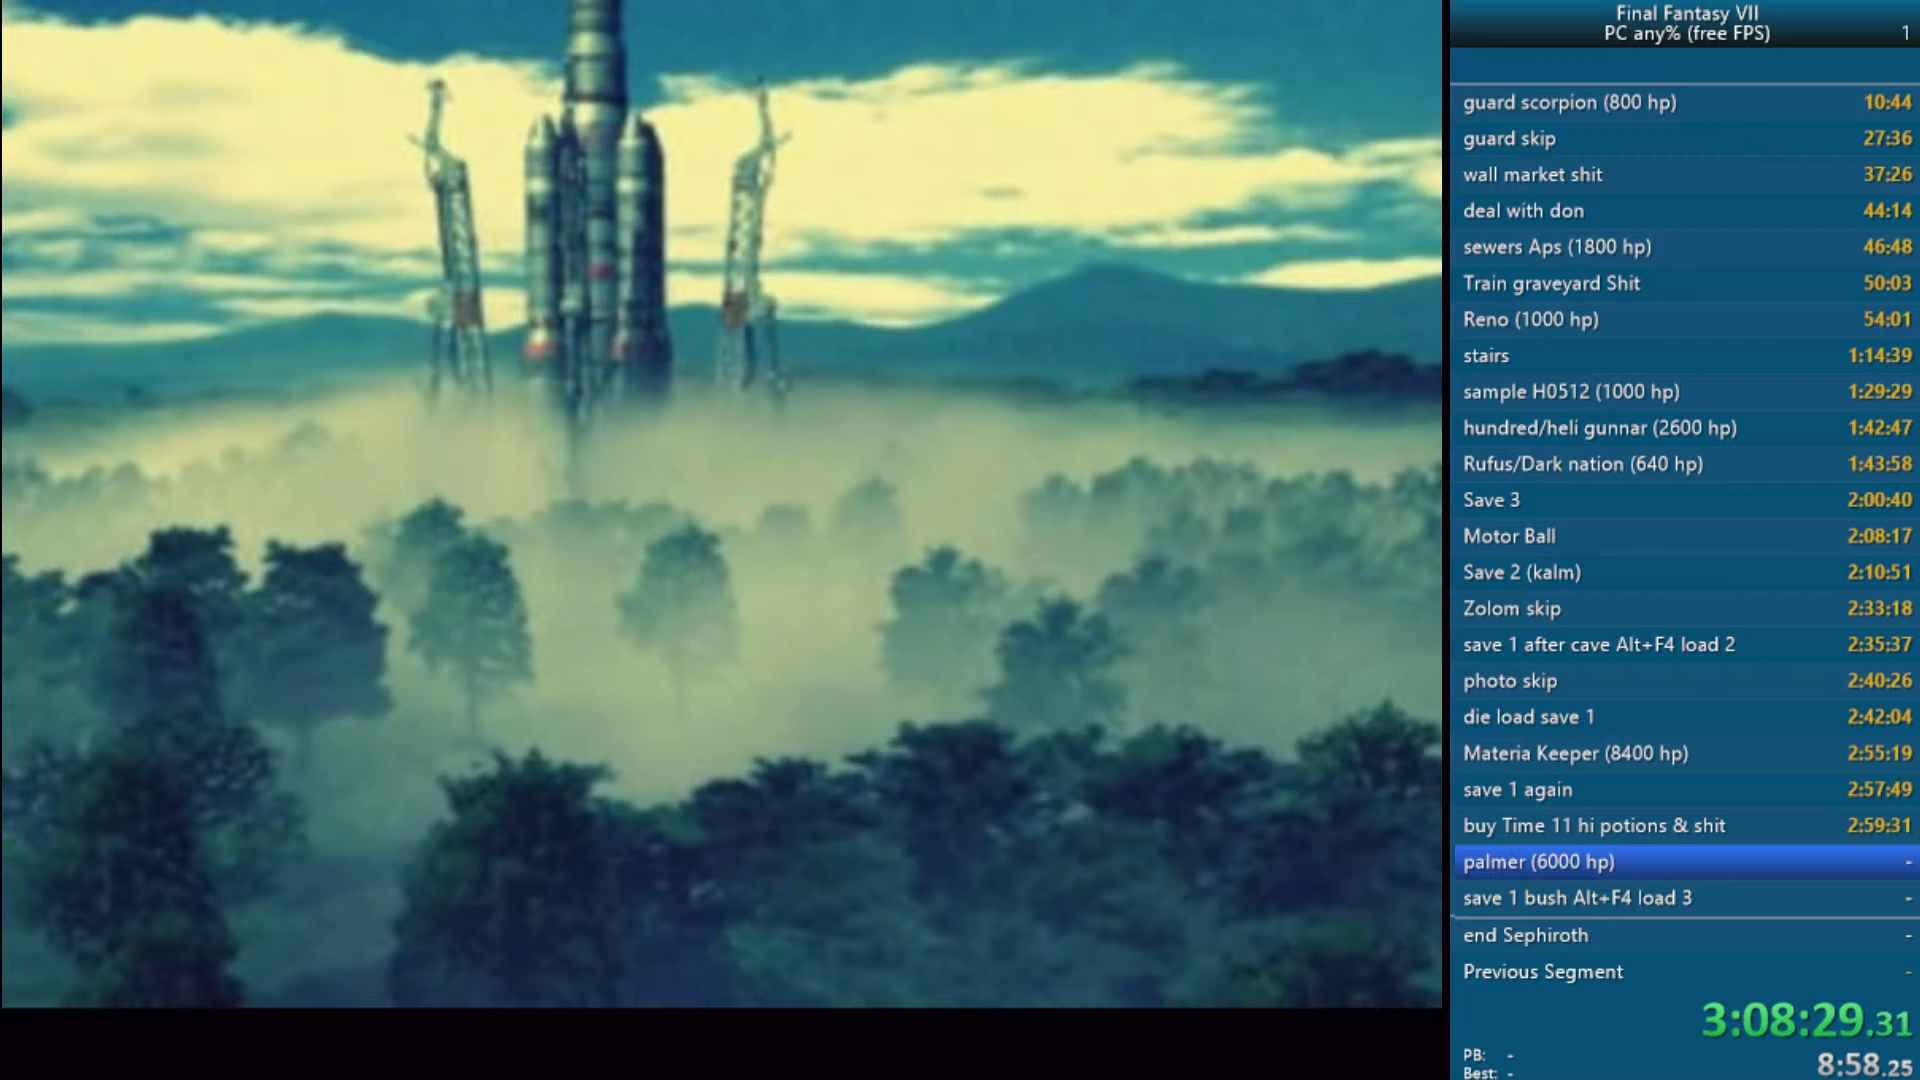 Final Fantasy VII
PC any% (free FPS) 1
guard scorpion (800 hp) 10:44
guard skip 27:36
wall market shit 37:26
deal with don 44:14
sewers Aps (1800 hp) 46:48
Train graveyard Shit 50:03
Reno (1000 hp) 54:01
stairs 1:14:39
sample H0512 (1000 hp) 1:29:29
hundred/heli gunnar (2600 hp) 1:42:47
Rufus/Dark nation (640 hp) 1:43:58
Save 3 2:00:40
Motor Ball 2:08:17
Save 2 (kalm) 2:10:51
Zolom skip 2:33:18
save 1 after cave Alt+F4 load 2 2:35:37
photo skip 2:40:26
die load save 1 2:42:04
Materia Keeper (8400 hp) 2:55:19
save 1 again 2:57:49
buy Time 11 hi potions & shit 2:59:31
palmer (6000 hp) -
save 1 bush Alt+F4 load 3 -
end Sephiroth -
Previous Segment -
3:08:29.31
PB: -
Best: - 8:58.25